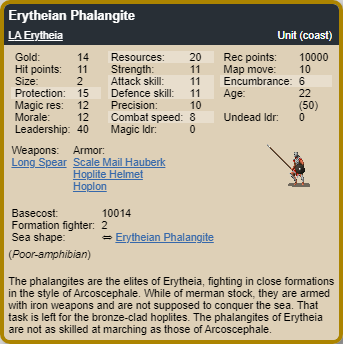 Erytheian Phalangite
LA Erytheia Unit (coast)
Gold: 14 Resources: 20 Rec points: 10000
Hit points: 11 Strength: 11 Map move: 10
Size: 2 Attack skill: 11 Encumbrance: 6
Protection: 15 Defence skill: 11 Age: 22
Magic res: 12 Precision: 10 (50)
Morale: 12 Combat speed: 8 Undead ldr: 0
Leadership: 40 Magic ldr: 0
Weapons: Armor:
Long Spear Scale Mail Hauberk
Hoplite Helmet
Hoplon
Basecost: 10014
Formation fighter: 2
Sea shape: ⇔ Erytheian Phalangite
(Poor-amphibian)
The phalangites are the elites of Erytheia, fighting in close formations
in the style of Arcoscephale. While of merman stock, they are armed
with iron weapons and are not supposed to conquer the sea. That
task is left for the bronze-clad hoplites. The phalangites of Erytheia
are not as skilled at marching as those of Arcoscephale.